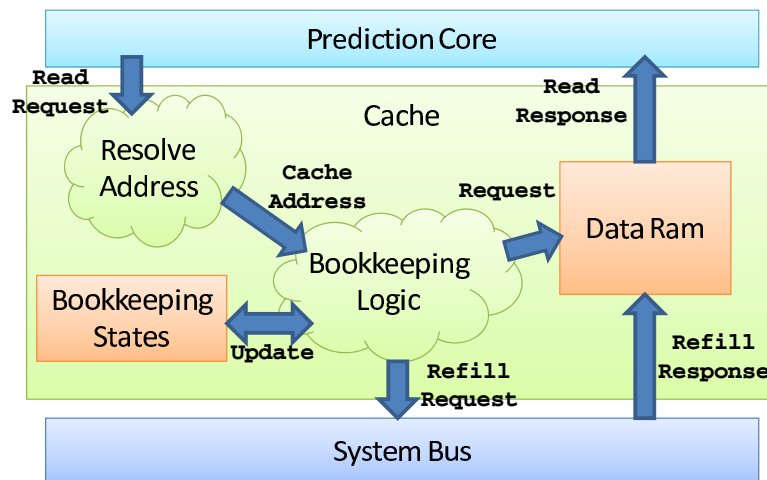 Prediction Core
Read
Request
Cache
Read
Response
Resolve
Address
Cache
Address
Request
Data Ram
Bookkeeping
Logic
Bookkeeping
States
Update
Refill
Request
Refill
Response
System Bus